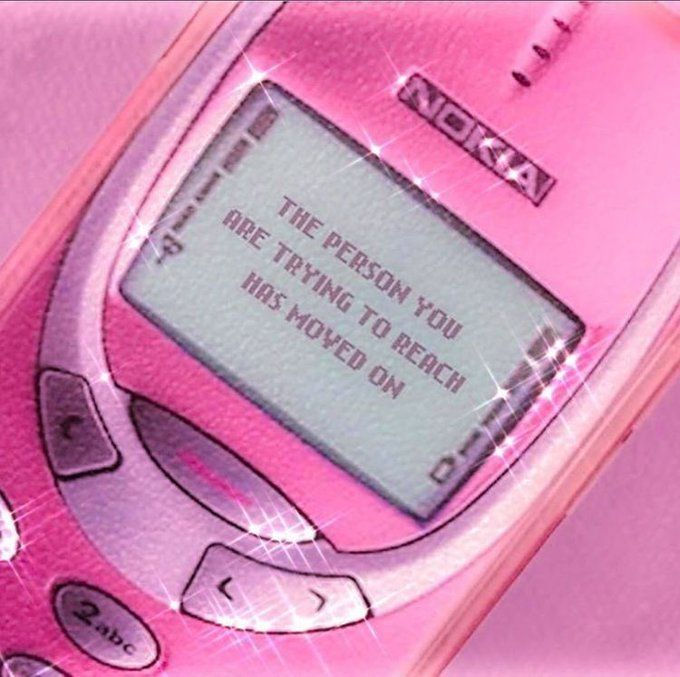 NOKIA
THE PERSON YOU
ARE TRYING TO REACH
HAS MOVED ON
2abc